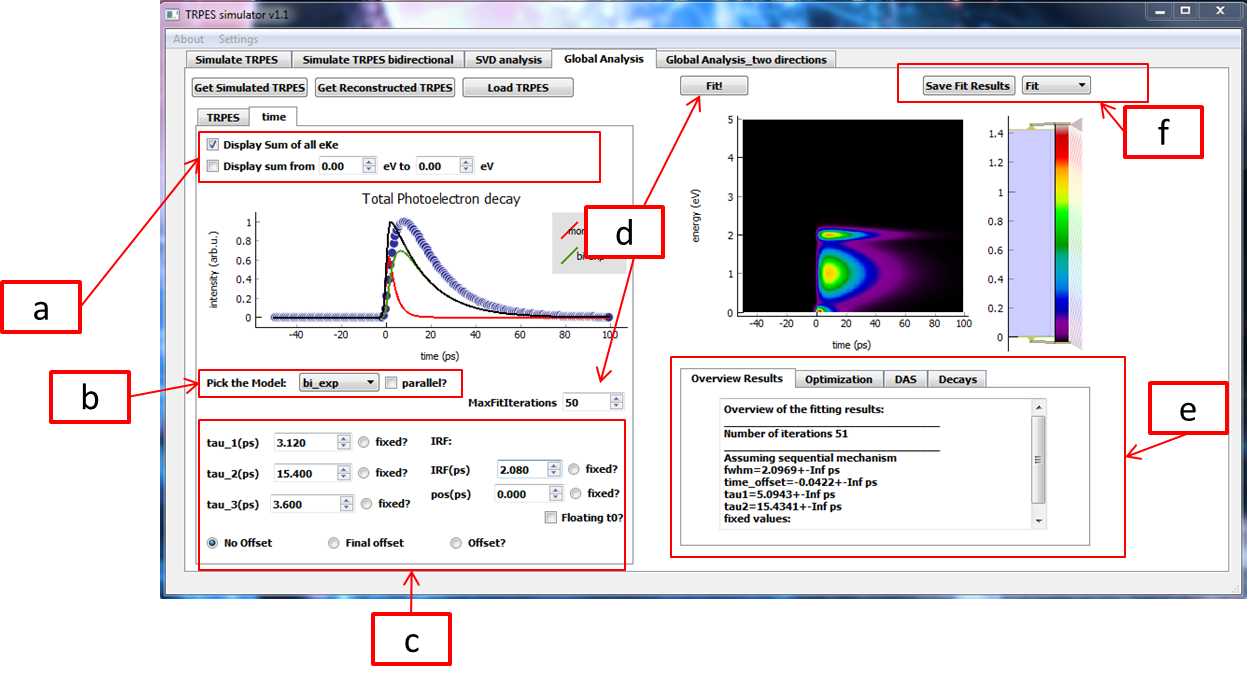 TRPES simulator v1.1
About Settings
Simulate TRPES Simulate TRPES bidirectional SVD analysis Global Analysis Global Analysis_two directions
Get Simulated TRPES Get Reconstructed TRPES Load TRPES Fit! Save Fit Results Fit
TRPES time
Display Sum of all eKe
Display sum from 0.00 eV to 0.00 eV
Total Photoelectron decay
intensity (arb.u.)
1
0.8
0.6
0.4
0.2
0
-40 -20 0 20 40 60 80 100
time (ps)
a
b
c
d
e
f
energy (eV)
5
4
3
2
1
0
-40 -20 0 20 40 60 80 100
time (ps)
1.4
1.2
1
0.8
0.6
0.4
0.2
0
Pick the Model: bi_exp parallel?
MaxFitIterations 50
tau_1(ps) 3.120 fixed? IRF:
tau_2(ps) 15.400 fixed? IRF(ps) 2.080 fixed?
tau_3(ps) 3.600 fixed? pos(ps) 0.000 fixed?
Floating t0?
No Offset Final offset Offset?
Overview Results Optimization DAS Decays
Overview of the fitting results:
Number of iterations 51
Assuming sequential mechanism
fwhm=2.0969+-Inf ps
time_offset=-0.0422+-Inf ps
tau1=5.0943+-Inf ps
tau2=15.4341+-Inf ps
fixed values: